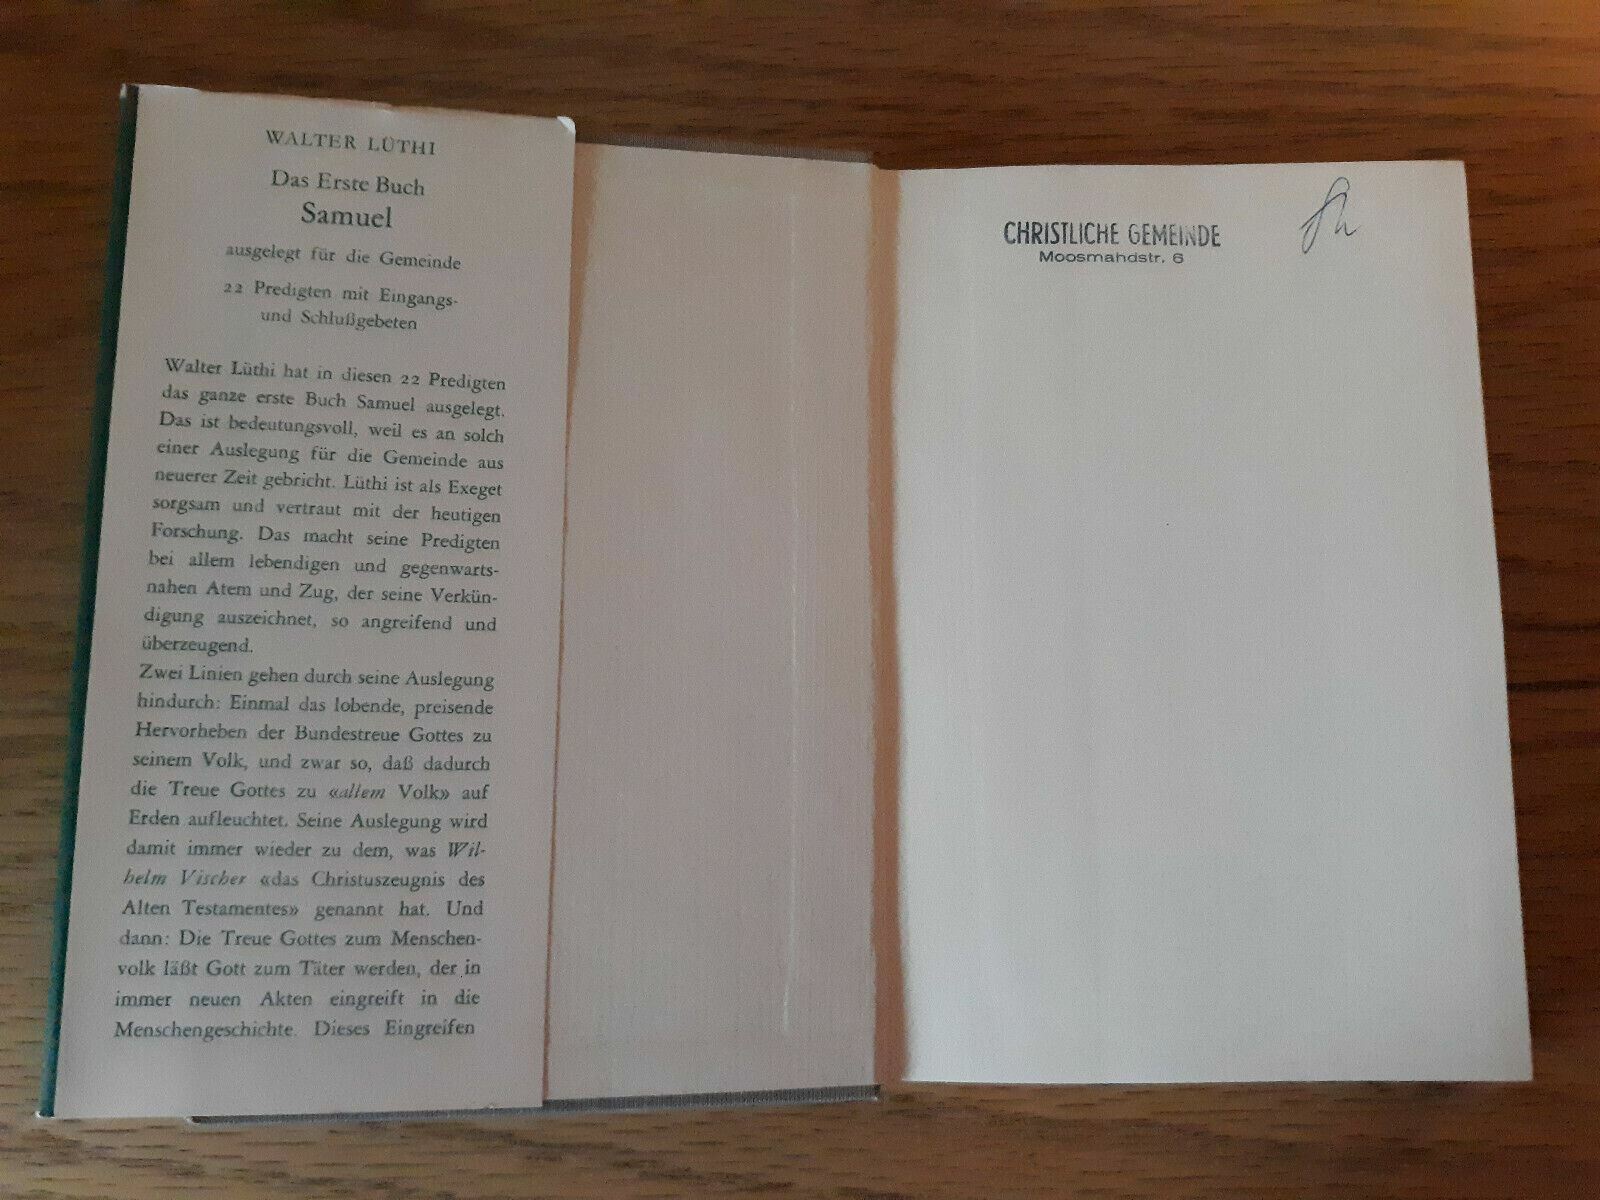 WALTER LÜTHI
Das Erste Buch
Samuel
ausgelegt für die Gemeinde
22 Predigten mit Eingangs-
und Schlußgebeten
Walter Lüthi hat in diesen 22 Predigten
das ganze erste Buch Samuel ausgelegt.
Das ist bedeutungsvoll, weil es an solch
einer Auslegung für die Gemeinde aus
neuerer Zeit gebricht. Lüthi ist als Exeget
sorgsam und vertraut mit der heutigen
Forschung. Das macht seine Predigten
bei allem lebendigen und gegenwarts-
nahen Atem und Zug, der seine Verkün-
digung auszeichnet, so angreifend und
überzeugend.
Zwei Linien gehen durch seine Auslegung
hindurch: Einmal das lobende, preisende
Hervorheben der Bundestreue Gottes zu
seinem Volk, und zwar so, daß dadurch
die Treue Gottes zu «allem Volk» auf
Erden aufleuchtet. Seine Auslegung wird
damit immer wieder zu dem, was Wil-
helm Vischer «das Christuszeugnis des
Alten Testamentes» genannt hat. Und
dann: Die Treue Gottes zum Menschen-
volk läßt Gott zum Täter werden, der in
immer neuen Akten eingreift in die
Menschengeschichte. Dieses Eingreifen
CHRISTLICHE GEMEINDE
Moosmahdstr. 6